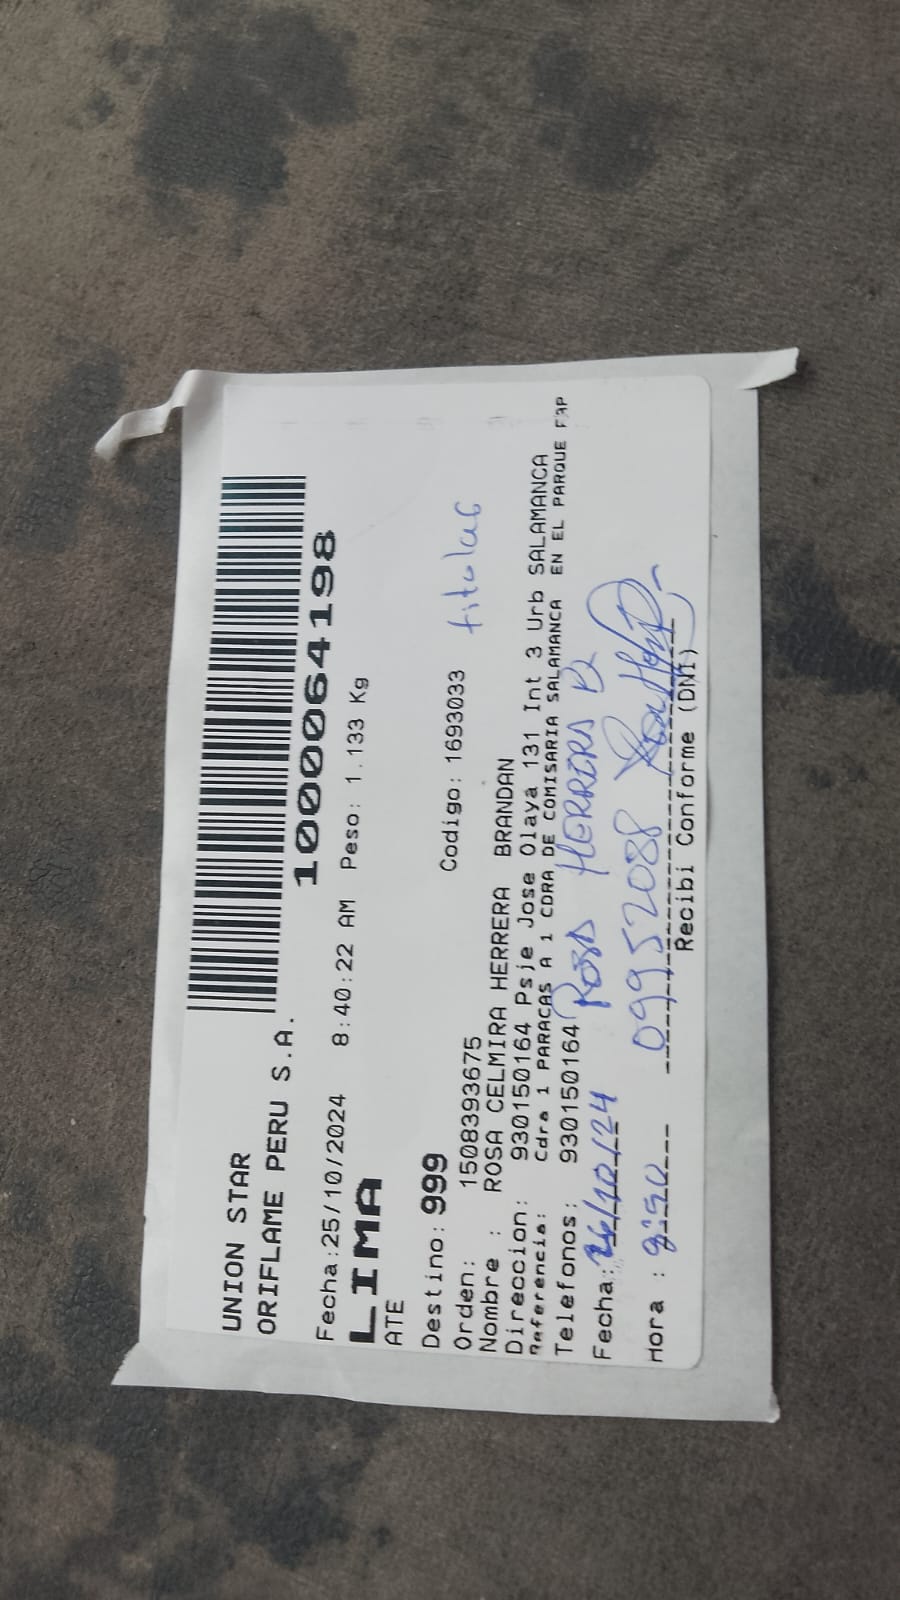 UNION STAR
ORIFLAME PERU S.A.
1000064198
Fecha:25/10/2024 8:40:22 AM Peso: 1.133 Kg
LIMA
ATE
Destino: 999 Codigo: 1693033 titular
Orden: 1508393675
Nombre : ROSA CELMIRA HERRERA BRANDAN
Direccion: 930150164 Psje Jose Olaya 131 Int 3 Urb SALAMANCA
Referencia: Cdra 1 PARACAS A 1 CDRA DE COMISARIA SALAMANCA EN EL PARQUE FAP
Telefonos: 930150164
Fecha: 26/10/24 Rosa HERRERA B
Hora : 09952088
Recibi Conforme (DNI)